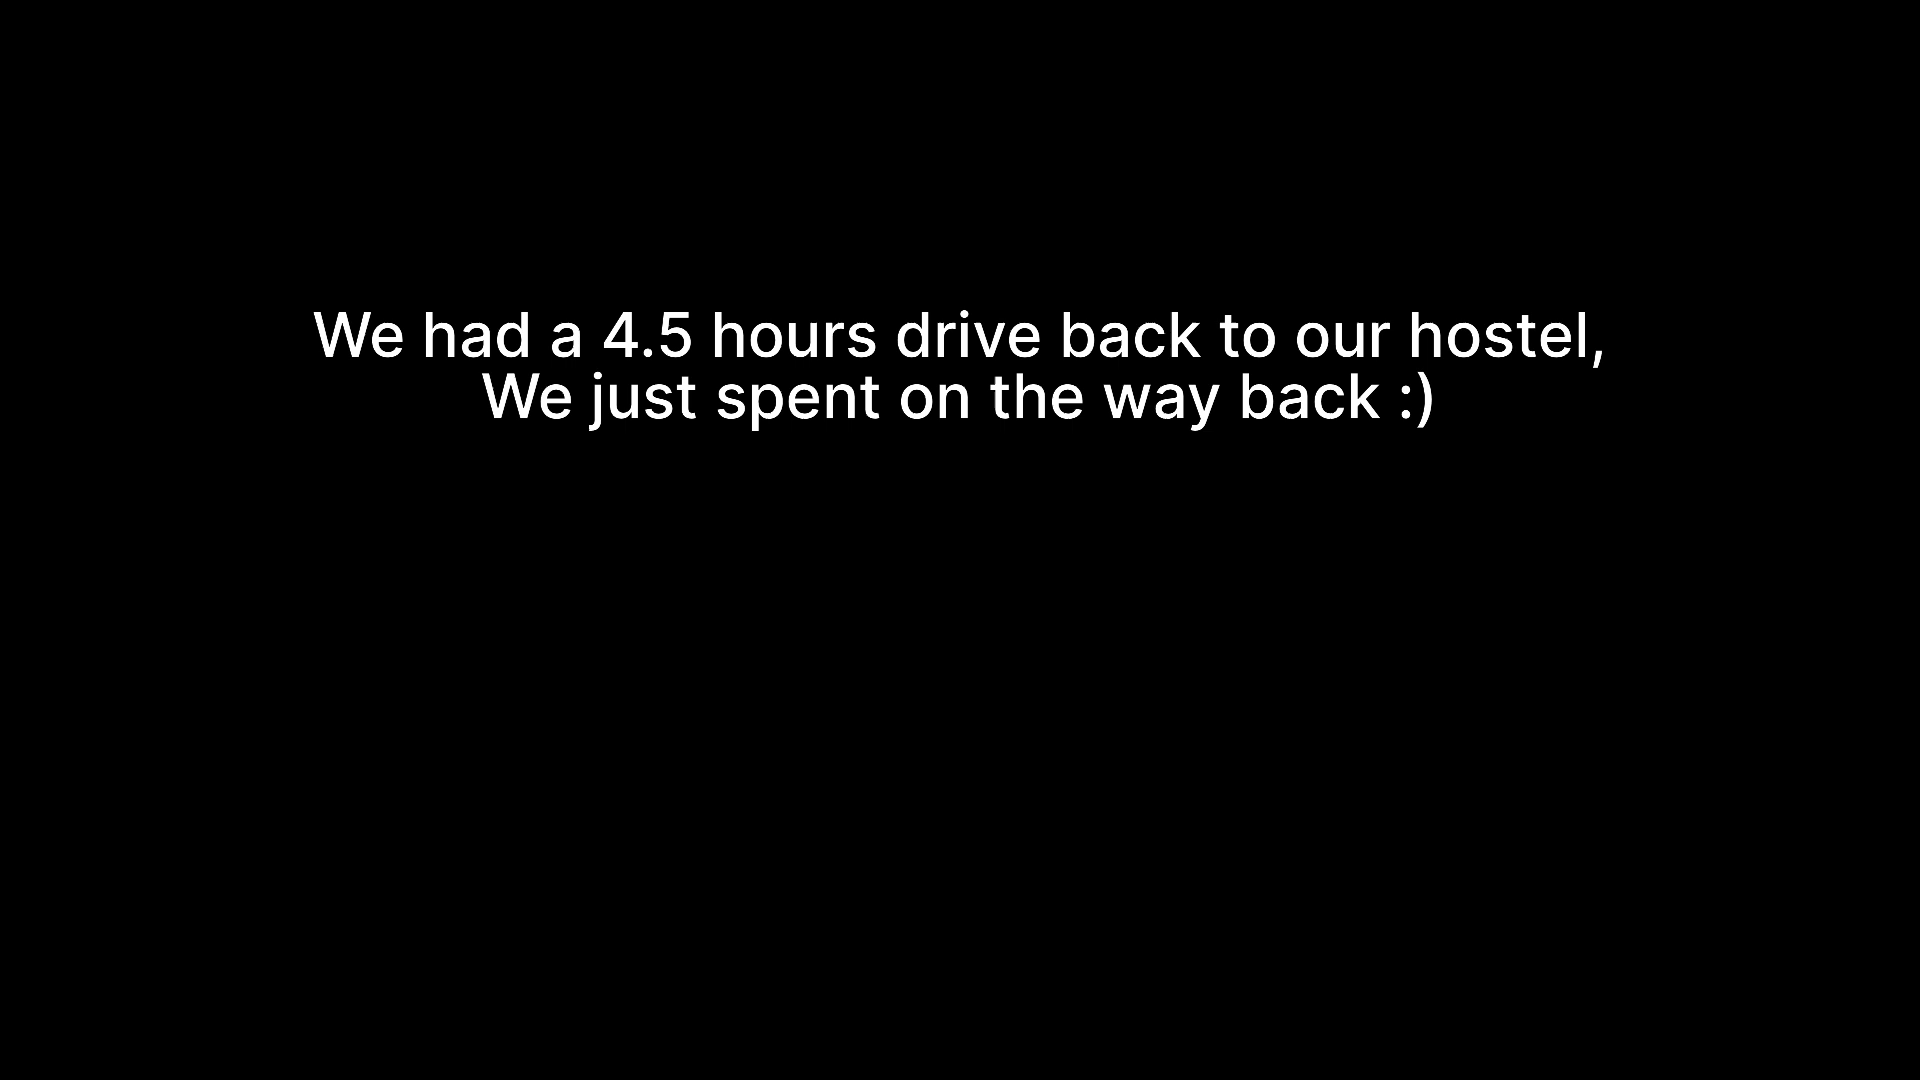 We had a 4.5 hours drive back to our hostel,
We just spent on the way back :)